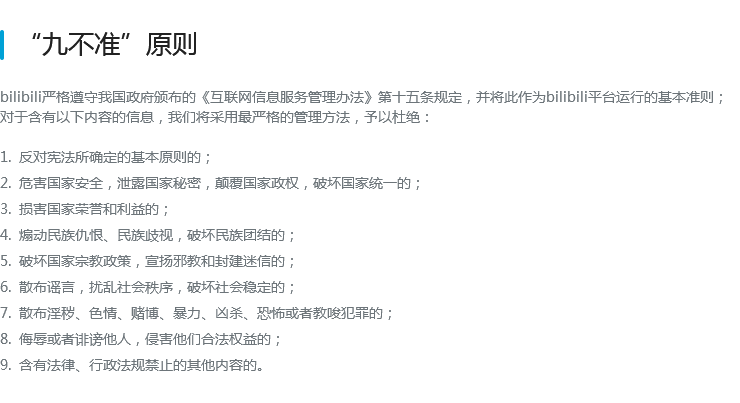 “九不准”原则
bilibili严格遵守我国政府颁布的《互联网信息服务管理办法》第十五条规定，并将此作为bilibili平台运行的基本准则；
对于含有以下内容的信息，我们将采用最严格的管理方法，予以杜绝：
1. 反对宪法所确定的基本原则的；
2. 危害国家安全，泄露国家秘密，颠覆国家政权，破坏国家统一的；
3. 损害国家荣誉和利益的；
4. 煽动民族仇恨、民族歧视，破坏民族团结的；
5. 破坏国家宗教政策，宣扬邪教和封建迷信的；
6. 散布谣言，扰乱社会秩序，破坏社会稳定的；
7. 散布淫秽、色情、赌博、暴力、凶杀、恐怖或者教唆犯罪的；
8. 侮辱或者诽谤他人，侵害他们合法权益的；
9. 含有法律、行政法规禁止的其他内容的。